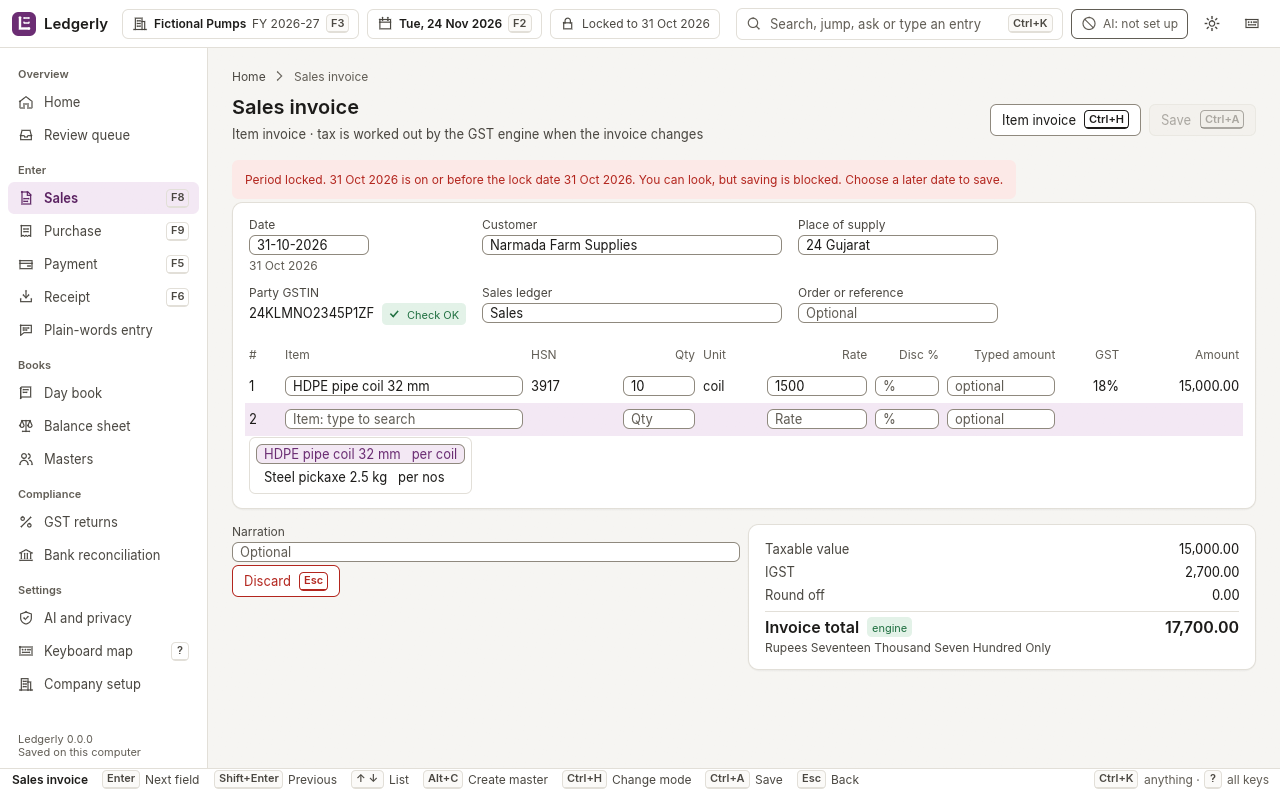 Ledgerly
Fictional Pumps FY 2026-27 F3
Tue, 24 Nov 2026 F2
Locked to 31 Oct 2026
Search, jump, ask or type an entry Ctrl+K
AI: not set up
Overview
Home
Review queue
Enter
Sales F8
Purchase F9
Payment F5
Receipt F6
Plain-words entry
Books
Day book
Balance sheet
Masters
Compliance
GST returns
Bank reconciliation
Settings
AI and privacy
Keyboard map ?
Company setup
Ledgerly 0.0.0
Saved on this computer
Home > Sales invoice
Sales invoice
Item invoice · tax is worked out by the GST engine when the invoice changes
Item invoice Ctrl+H
Save Ctrl+A
Period locked. 31 Oct 2026 is on or before the lock date 31 Oct 2026. You can look, but saving is blocked. Choose a later date to save.
Date Customer Place of supply
31-10-2026 Narmada Farm Supplies 24 Gujarat
31 Oct 2026
Party GSTIN Sales ledger Order or reference
24KLMNO2345P1ZF Check OK Sales Optional
# Item HSN Qty Unit Rate Disc % Typed amount GST Amount
1 HDPE pipe coil 32 mm 3917 10 coil 1500 % optional 18% 15,000.00
2 Item: type to search Qty Rate % optional
HDPE pipe coil 32 mm per coil
Steel pickaxe 2.5 kg per nos
Narration
Optional
Discard Esc
Taxable value 15,000.00
IGST 2,700.00
Round off 0.00
Invoice total engine 17,700.00
Rupees Seventeen Thousand Seven Hundred Only
Sales invoice Enter Next field Shift+Enter Previous ↑ ↓ List Alt+C Create master Ctrl+H Change mode Ctrl+A Save Esc Back Ctrl+K anything · ? all keys